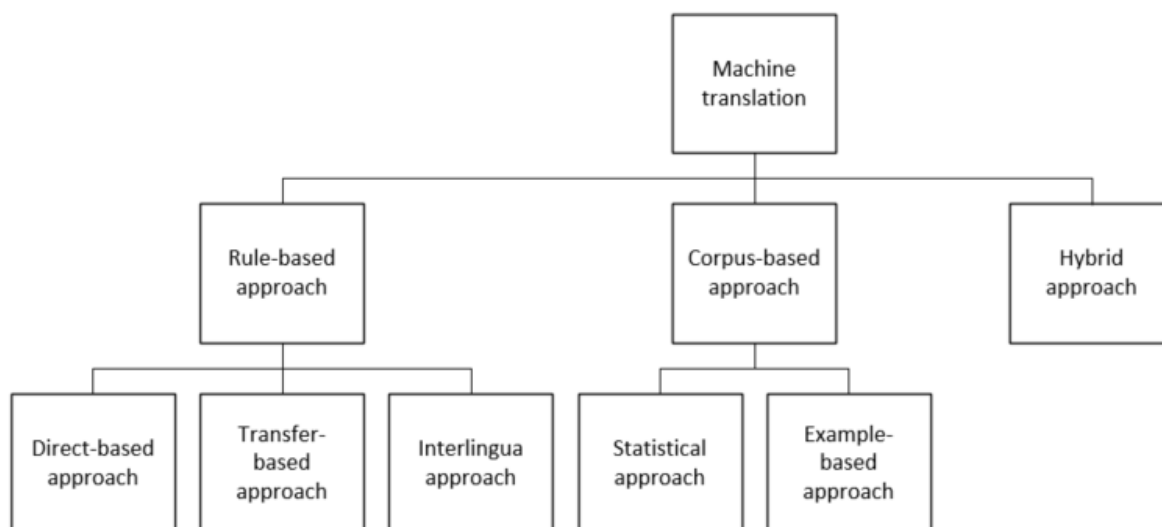 Machine
translation
Rule-based
approach
Corpus-based
approach
Hybrid
approach
Direct-based
approach
Transfer-
based
approach
Interlingua
approach
Statistical
approach
Example-
based
approach